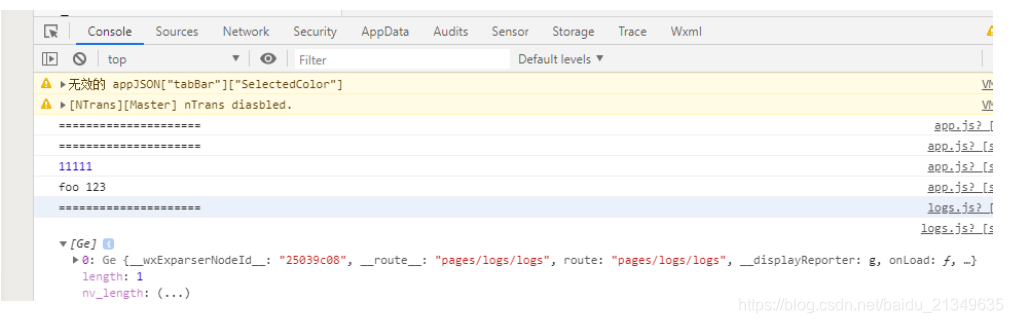 Console Sources Network Security AppData Audits Sensor Storage Trace Wxml
top Filter Default levels ▼
▶无效的 appJSON["tabBar"]["SelectedColor"]
▶[NTrans][Master] nTrans diasbled.
===================== app.js? [
===================== app.js? [s
11111 app.js? [s
foo 123 app.js? [s
===================== logs.js? [
logs.js? [s
▼[Ge]
▶0: Ge {__wxExparserNodeId__: "25039c08", __route__: "pages/logs/logs", route: "pages/logs/logs", __displayReporter: g, onLoad: ƒ, …}
length: 1
nv_length: (...)
https://blog.csdn.net/baidu_21349635